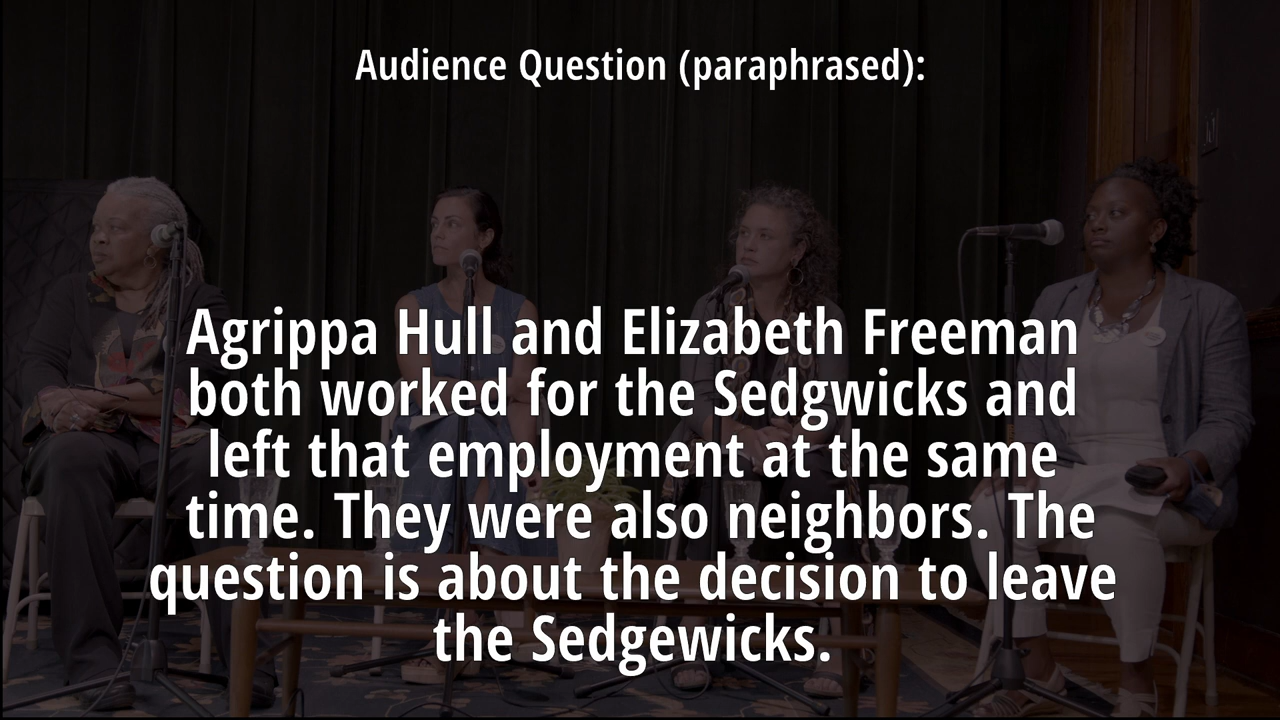 Audience Question (paraphrased):
Agrippa Hull and Elizabeth Freeman
both worked for the Sedgwicks and
left that employment at the same
time. They were also neighbors. The
question is about the decision to leave
the Sedgewicks.